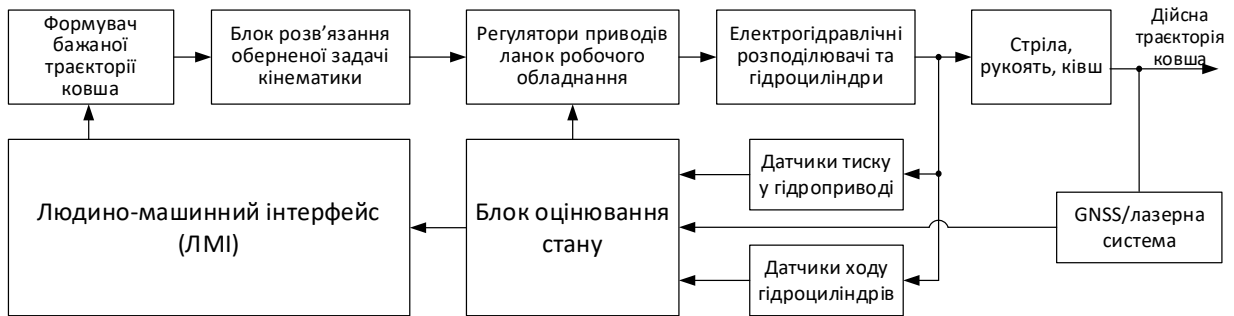 Формувач
бажаної
траєкторії
ковша
Блок розв’язання
оберненої задачі
кінематики
Регулятори приводів
ланок робочого
обладнання
Електрогідравлічні
розподілювачі та
гідроциліндри
Стріла,
рукоять, ківш
Дійсна
траєкторія
ковша
Людино-машинний інтерфейс
(ЛМІ)
Блок оцінювання
стану
Датчики тиску
у гідроприводі
Датчики ходу
гідроциліндрів
GNSS/лазерна
система